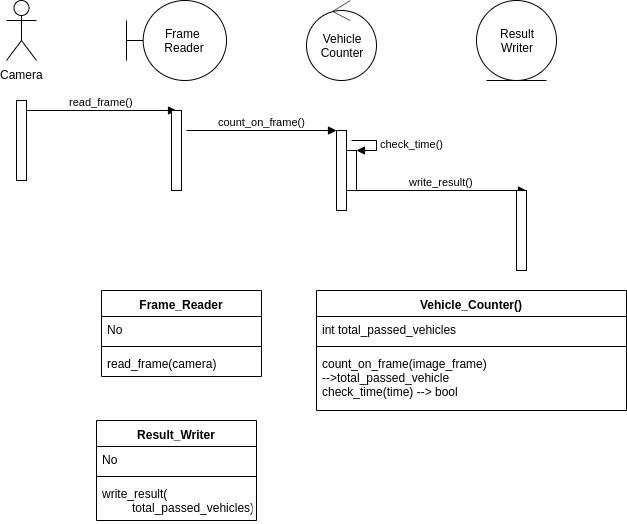 Frame
Reader
Vehicle
Counter
Result
Writer
Camera
read_frame()
count_on_frame()
check_time()
write_result()
Frame_Reader
No
read_frame(camera)
Vehicle_Counter()
int total_passed_vehicles
count_on_frame(image_frame)
-->total_passed_vehicle
check_time(time) --> bool
Result_Writer
No
write_result(
total_passed_vehicles)